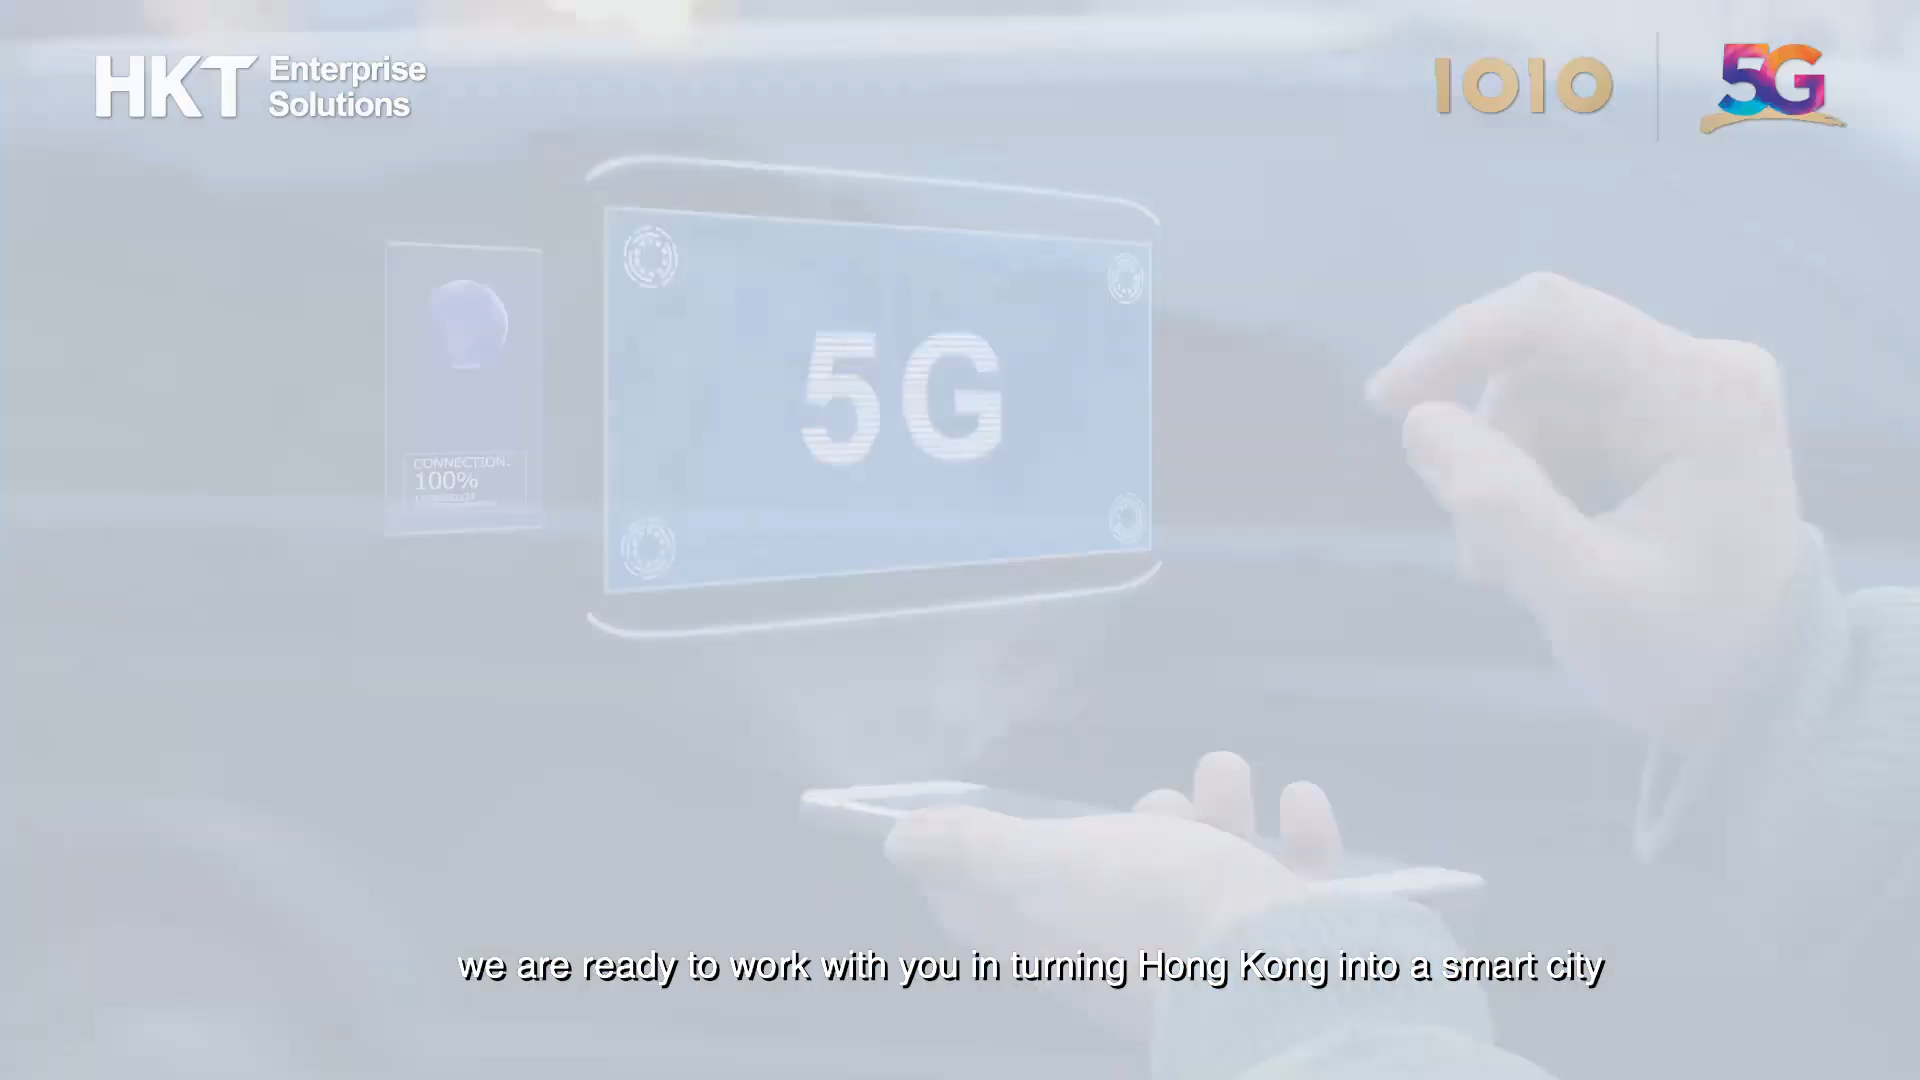 HKT Enterprise
Solutions
1O1O
5G
CONNECTION.
100%
5G
we are ready to work with you in turning Hong Kong into a smart city